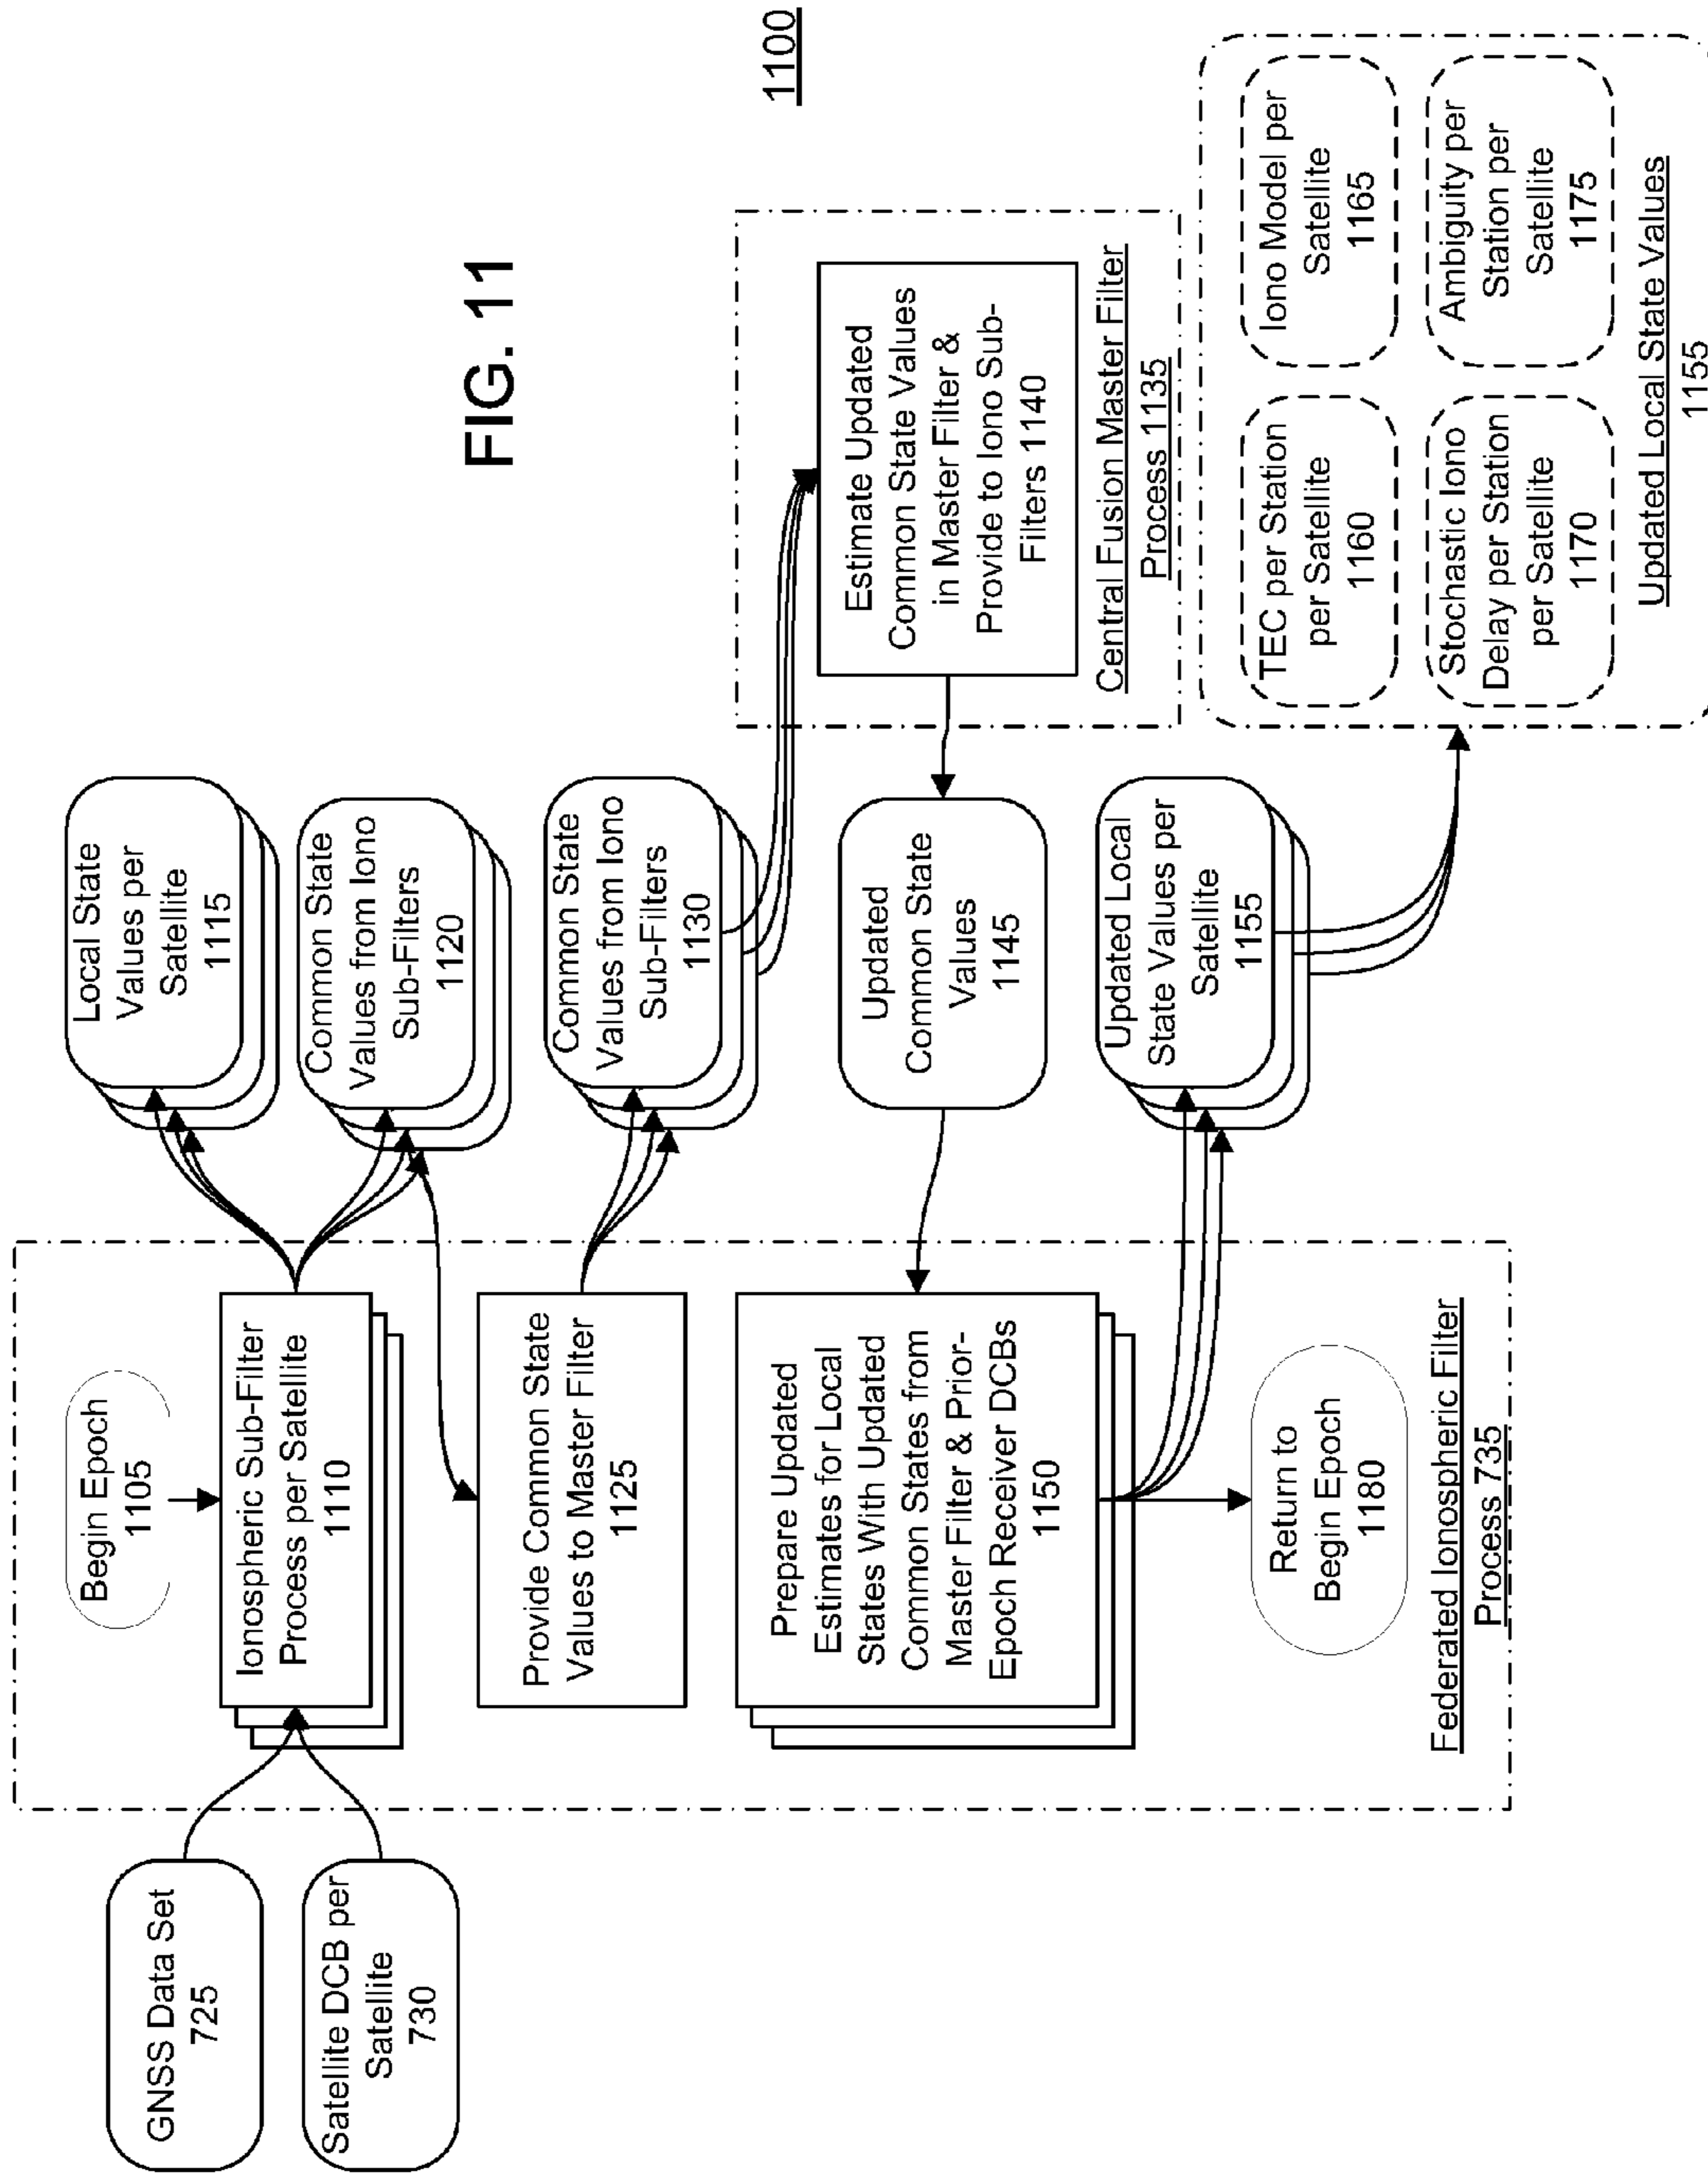 FIG. 11
1100
GNSS Data Set
725
Satellite DCB per
Satellite
730
Begin Epoch
1105
Ionospheric Sub-Filter
Process per Satellite
1110
Provide Common State
Values to Master Filter
1125
Prepare Updated
Estimates for Local
States With Updated
Common States from
Master Filter & Prior-
Epoch Receiver DCBs
1150
Return to
Begin Epoch
1180
Federated Ionospheric Filter
Process 735
Local State
Values per
Satellite
1115
Common State
Values from Iono
Sub-Filters
1120
Common State
Values from Iono
Sub-Filters
1130
Updated
Common State
Values
1145
Updated Local
State Values per
Satellite
1155
Estimate Updated
Common State Values
in Master Filter &
Provide to Iono Sub-
Filters 1140
Central Fusion Master Filter
Process 1135
TEC per Station
per Satellite
1160
Iono Model per
Satellite
1165
Stochastic Iono
Delay per Station
per Satellite
1170
Ambiguity per
Station per
Satellite
1175
Updated Local State Values
1155